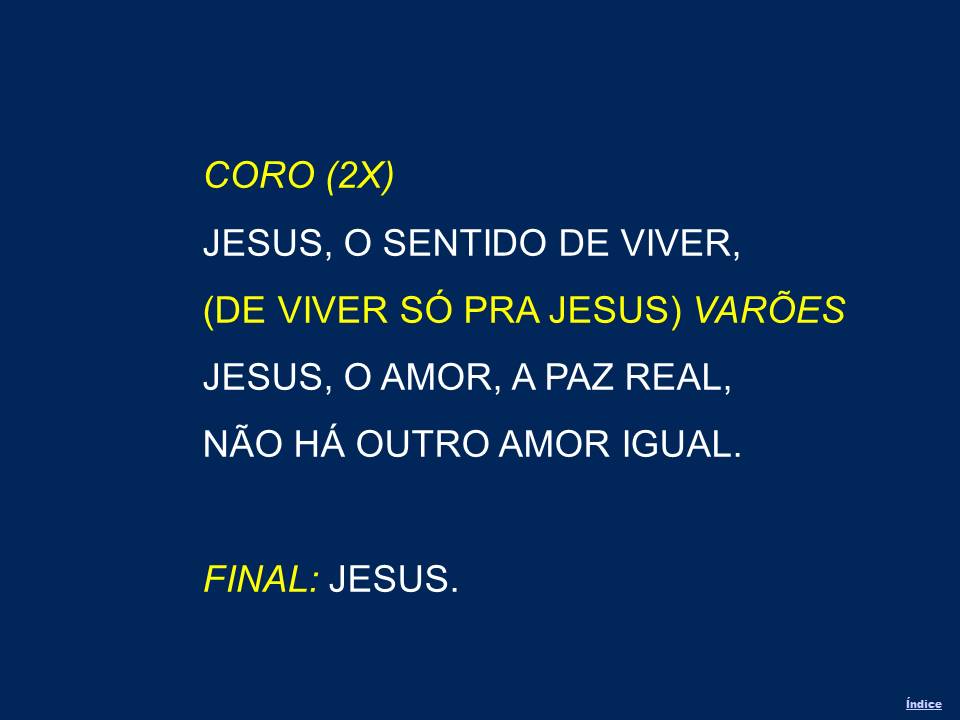 CORO (2X)
JESUS, O SENTIDO DE VIVER,
(DE VIVER SÓ PRA JESUS) VARÕES
JESUS, O AMOR, A PAZ REAL,
NÃO HÁ OUTRO AMOR IGUAL.
FINAL: JESUS.
Índice